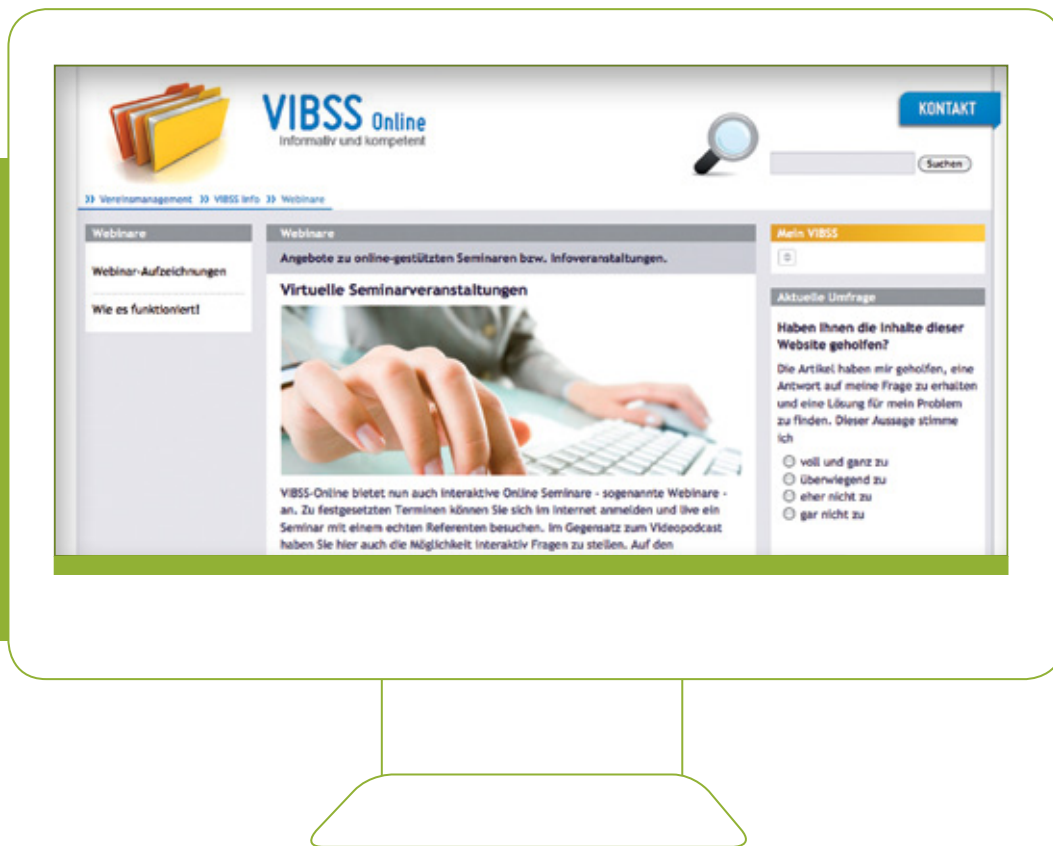 VIBSS Online
Informativ und kompetent
KONTAKT
Suchen
>> Vereinsmanagement >> VIBSS Info >> Webinare
Webinare
Webinar-Aufzeichnungen
Wie es funktioniert!
Webinare
Angebote zu online-gestützten Seminaren bzw. Infoveranstaltungen.
Virtuelle Seminarveranstaltungen
VIBSS-Online bietet nun auch interaktive Online Seminare - sogenannte Webinare -
an. Zu festgesetzten Terminen können Sie sich im Internet anmelden und live ein
Seminar mit einem echten Referenten besuchen. Im Gegensatz zum Videopodcast
haben Sie hier auch die Möglichkeit interaktiv Fragen zu stellen. Auf den
Mein VIBSS
Aktuelle Umfrage
Haben Ihnen die Inhalte dieser
Website geholfen?
Die Artikel haben mir geholfen, eine
Antwort auf meine Frage zu erhalten
und eine Lösung für mein Problem
zu finden. Dieser Aussage stimme
ich
voll und ganz zu
überwiegend zu
eher nicht zu
gar nicht zu